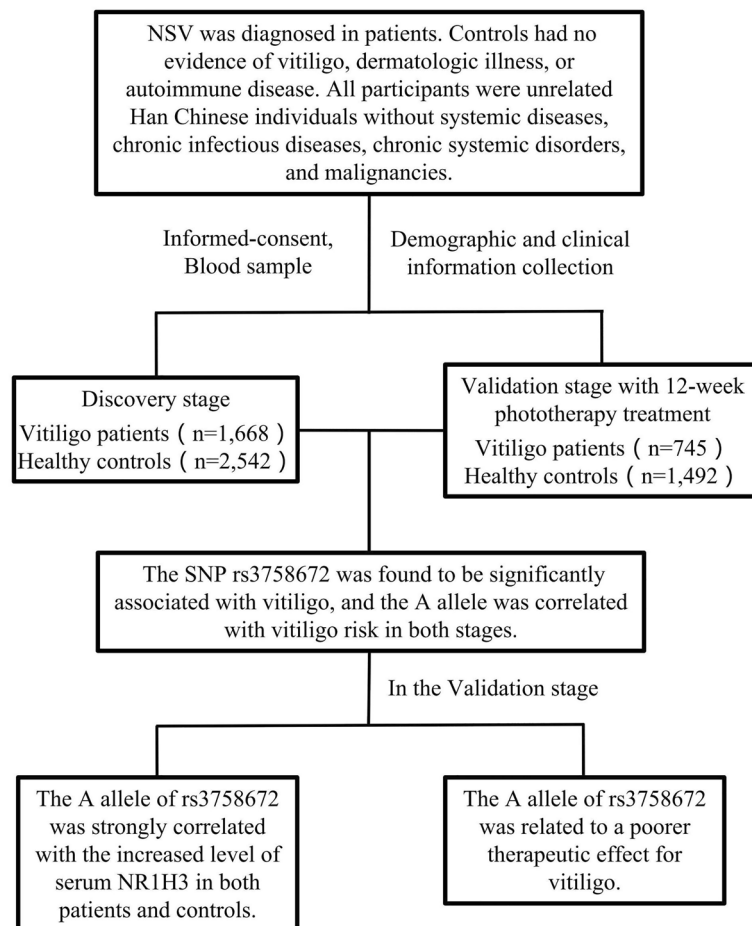 NSV was diagnosed in patients. Controls had no
evidence of vitiligo, dermatologic illness, or
autoimmune disease. All participants were unrelated
Han Chinese individuals without systemic diseases,
chronic infectious diseases, chronic systemic disorders,
and malignancies.
Informed-consent,
Blood sample
Demographic and clinical
information collection
Discovery stage
Vitiligo patients ( n=1,668 )
Healthy controls ( n=2,542 )
Validation stage with 12-week
phototherapy treatment
Vitiligo patients ( n=745 )
Healthy controls ( n=1,492 )
The SNP rs3758672 was found to be significantly
associated with vitiligo, and the A allele was correlated
with vitiligo risk in both stages.
In the Validation stage
The A allele of rs3758672
was strongly correlated
with the increased level of
serum NR1H3 in both
patients and controls.
The A allele of rs3758672
was related to a poorer
therapeutic effect for
vitiligo.